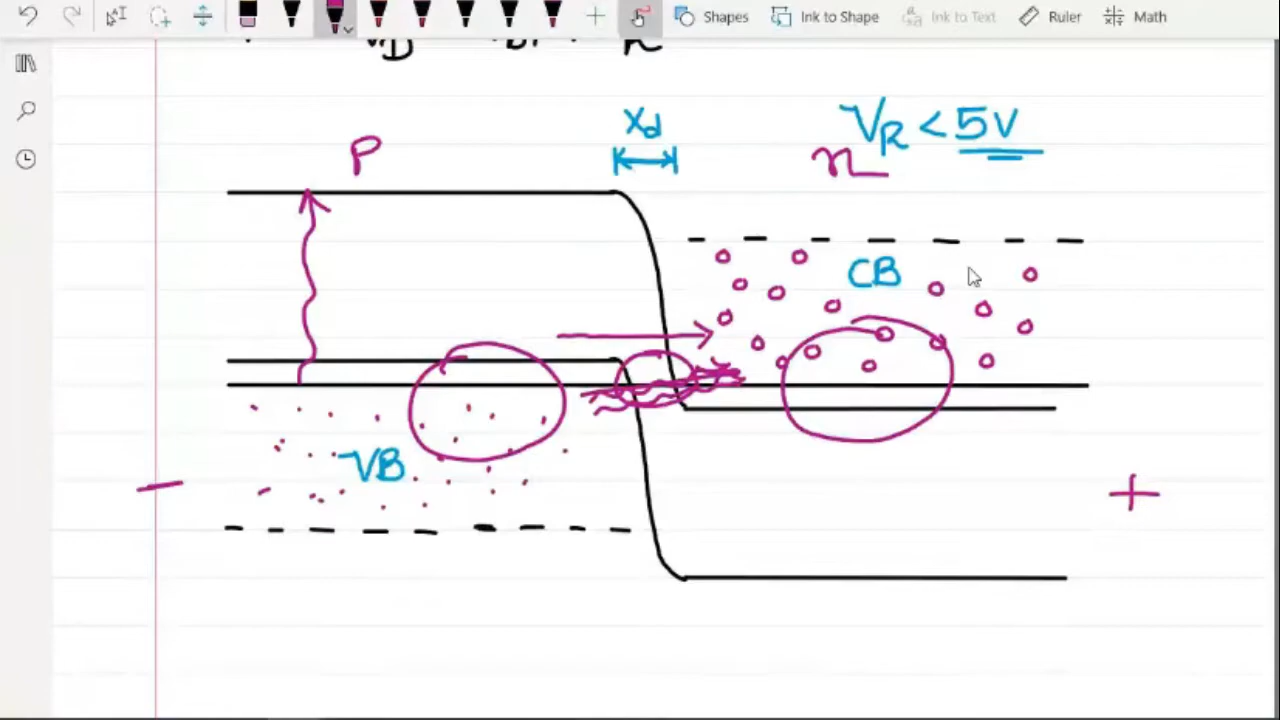 Shapes Ink to Shape Ink to Text Ruler Math
Xd VR < 5V
P n
CB
VB
- +